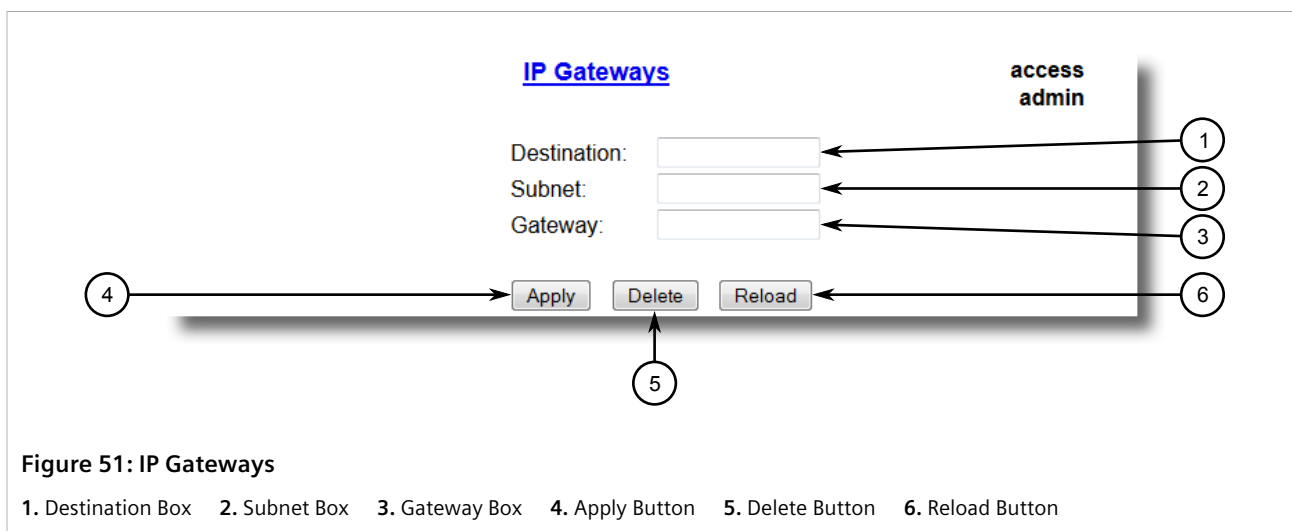 IP Gateways
access
admin
Destination:
1
Subnet:
2
Gateway:
3
4
Apply Delete Reload
6
5
Figure 51: IP Gateways
1. Destination Box 2. Subnet Box 3. Gateway Box 4. Apply Button 5. Delete Button 6. Reload Button